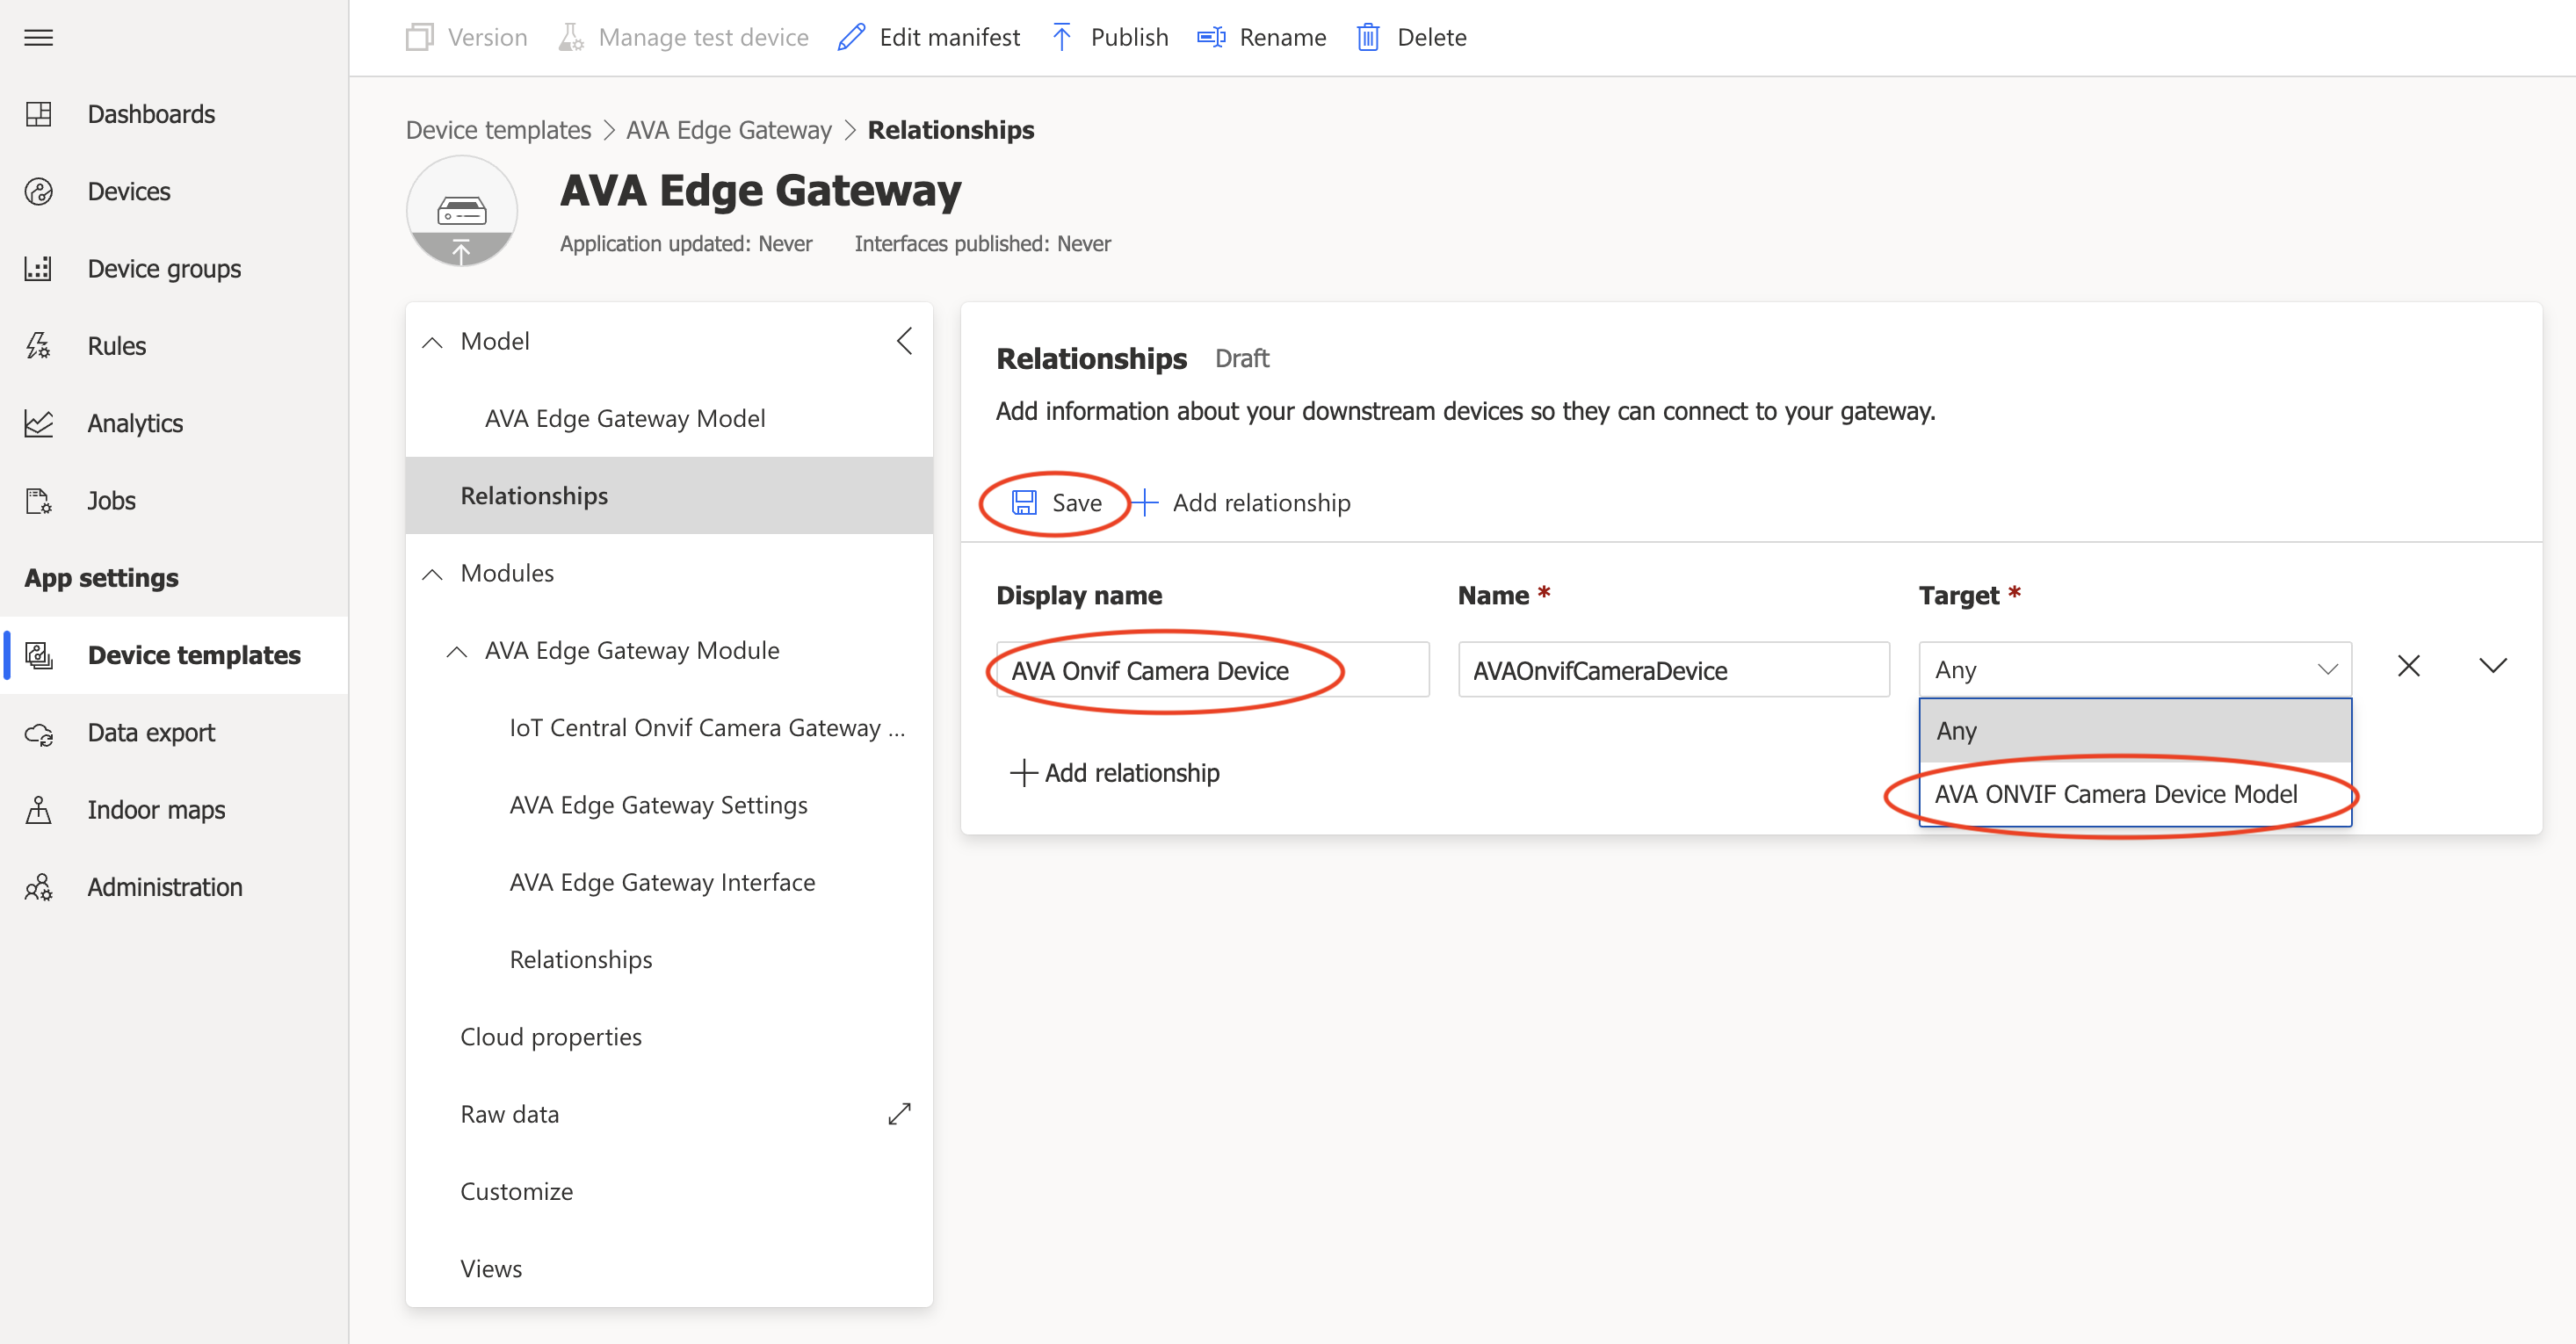 Version Manage test device Edit manifest Publish Rename Delete
Dashboards
Devices
Device groups
Rules
Analytics
Jobs
App settings
Device templates
Data export
Indoor maps
Administration
Device templates > AVA Edge Gateway > Relationships
AVA Edge Gateway
Application updated: Never Interfaces published: Never
Model
AVA Edge Gateway Model
Relationships
Modules
AVA Edge Gateway Module
IoT Central Onvif Camera Gateway ...
AVA Edge Gateway Settings
AVA Edge Gateway Interface
Relationships
Cloud properties
Raw data
Customize
Views
Relationships Draft
Add information about your downstream devices so they can connect to your gateway.
Save Add relationship
Display name Name * Target *
AVA Onvif Camera Device AVAOnvifCameraDevice Any
Any
AVA ONVIF Camera Device Model
Add relationship